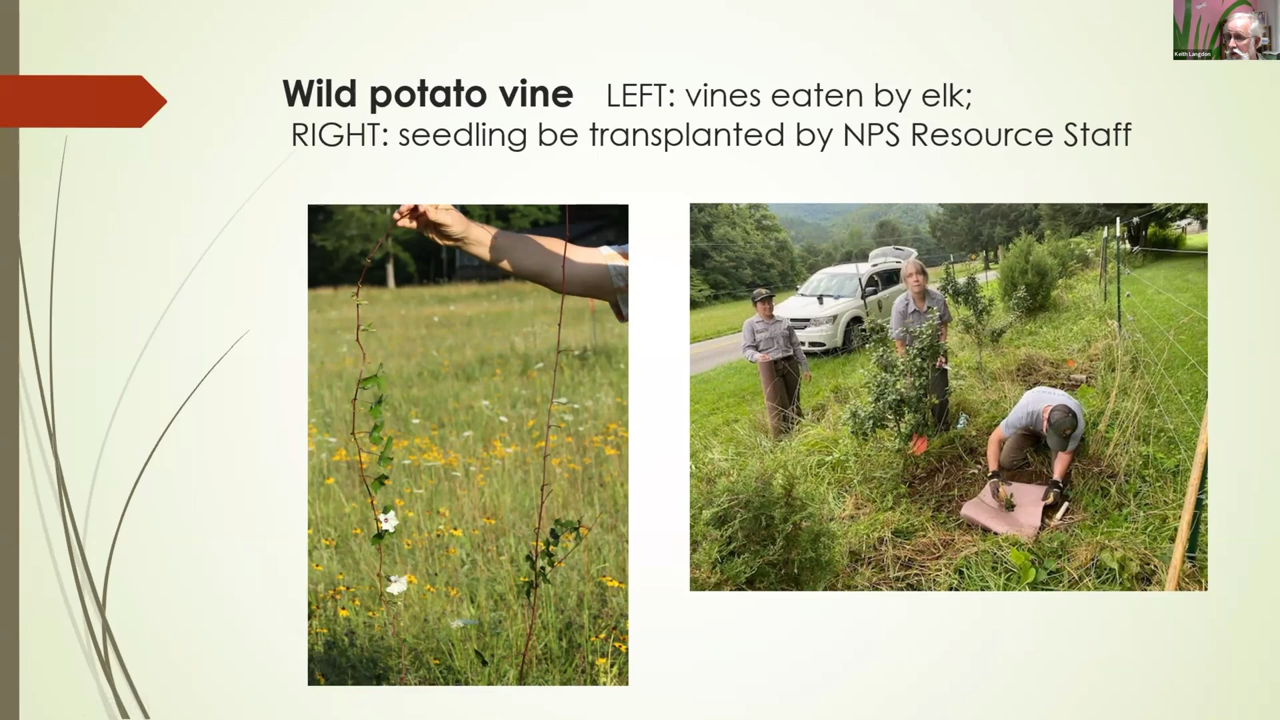 Keith Langdon
Wild potato vine LEFT: vines eaten by elk;
RIGHT: seedling be transplanted by NPS Resource Staff